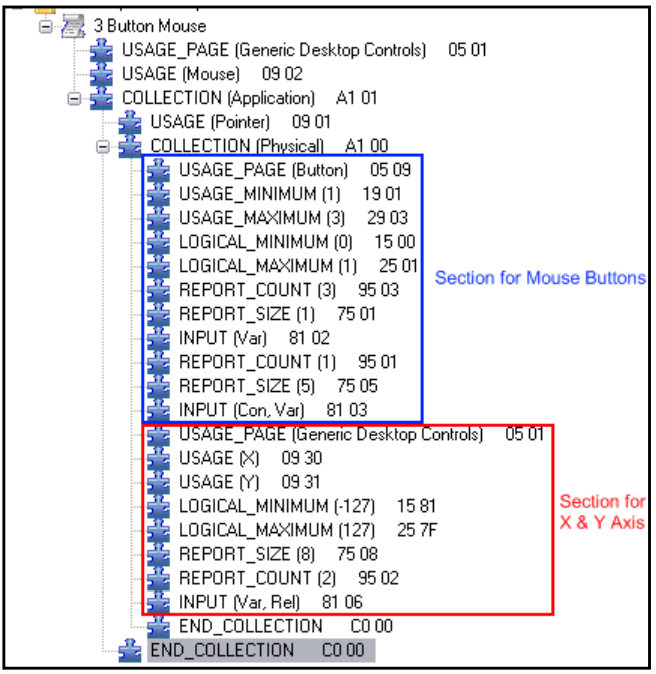 3 Button Mouse
USAGE_PAGE (Generic Desktop Controls) 05 01
USAGE (Mouse) 09 02
COLLECTION (Application) A1 01
USAGE (Pointer) 09 01
COLLECTION (Physical) A1 00
USAGE_PAGE (Button) 05 09
USAGE_MINIMUM (1) 19 01
USAGE_MAXIMUM (3) 29 03
LOGICAL_MINIMUM (0) 15 00
LOGICAL_MAXIMUM (1) 25 01
Section for Mouse Buttons
REPORT_COUNT (3) 95 03
REPORT_SIZE (1) 75 01
INPUT (Var) 81 02
REPORT_COUNT (1) 95 01
REPORT_SIZE (5) 75 05
INPUT (Con, Var) 81 03
USAGE_PAGE (Generic Desktop Controls) 05 01
USAGE (X) 09 30
USAGE (Y) 09 31
LOGICAL_MINIMUM (-127) 15 81
LOGICAL_MAXIMUM (127) 25 7F
Section for
X & Y Axis
REPORT_SIZE (8) 75 08
REPORT_COUNT (2) 95 02
INPUT (Var, Rel) 81 06
END_COLLECTION C0 00
END_COLLECTION C0 00